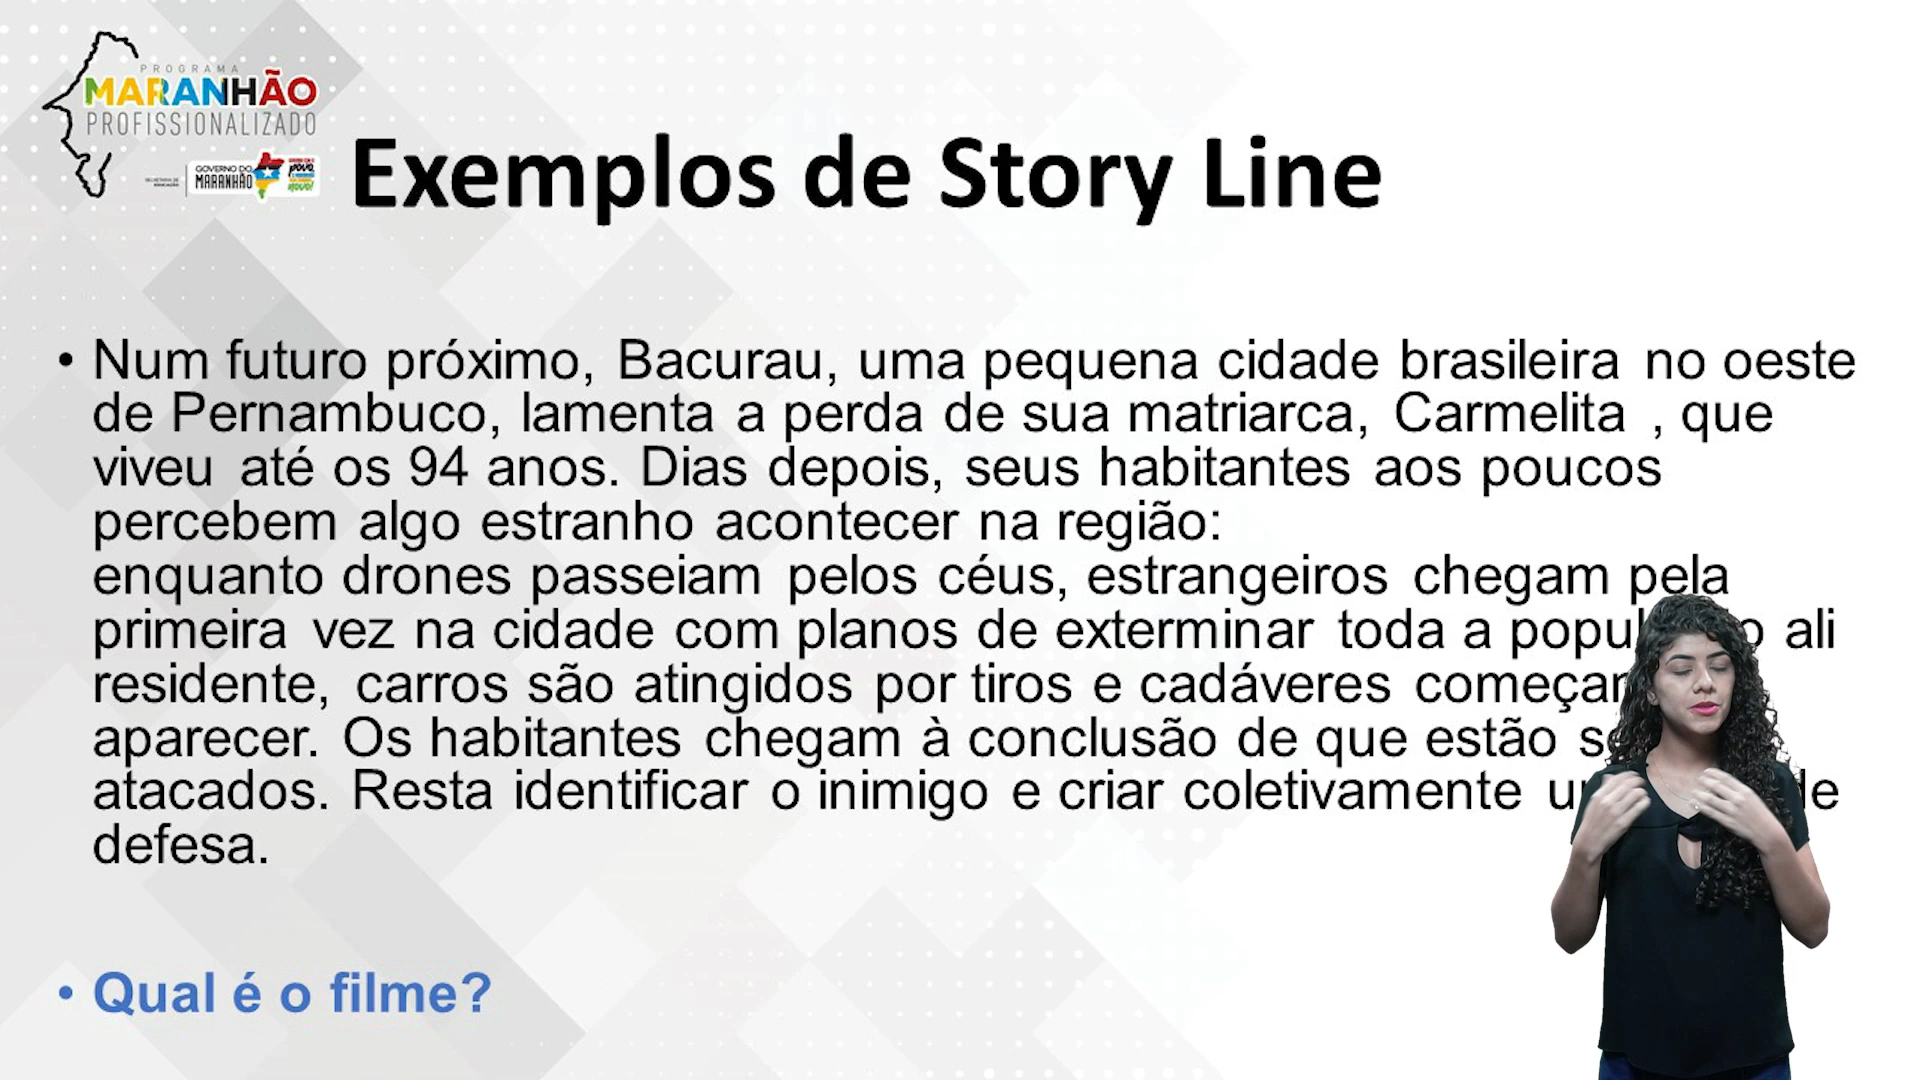 PROGRAMA
MARANHÃO
PROFISSIONALIZADO
SECRETARIA DE
EDUCAÇÃO
GOVERNO DO
MARANHÃO
Exemplos de Story Line
• Num futuro próximo, Bacurau, uma pequena cidade brasileira no oeste
de Pernambuco, lamenta a perda de sua matriarca, Carmelita , que
viveu até os 94 anos. Dias depois, seus habitantes aos poucos
percebem algo estranho acontecer na região:
enquanto drones passeiam pelos céus, estrangeiros chegam pela
primeira vez na cidade com planos de exterminar toda a ali
residente, carros são atingidos por tiros e cadáveres
aparecer. Os habitantes chegam à conclusão de que estão
atacados. Resta identificar o inimigo e criar coletivamente de
defesa.
• Qual é o filme?